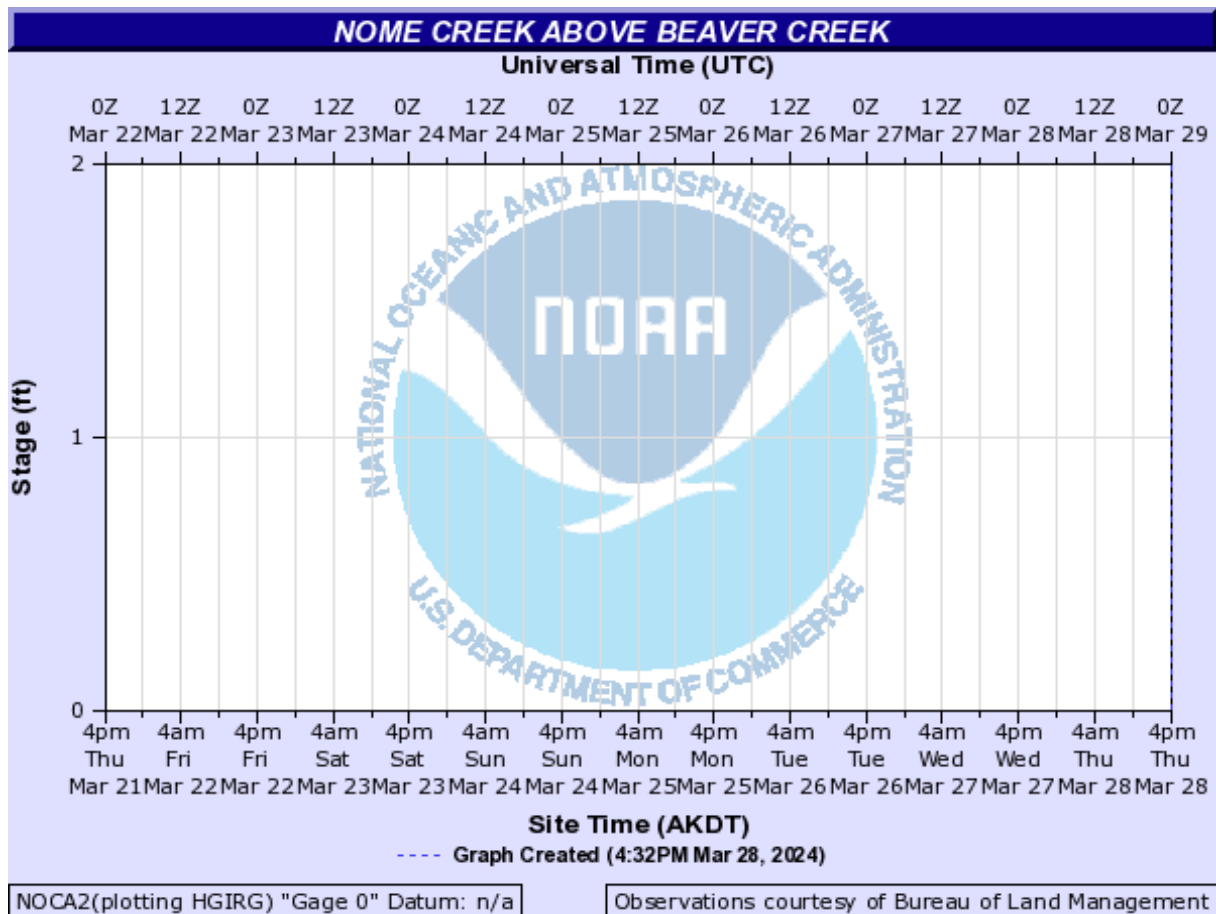 NOME CREEK ABOVE BEAVER CREEK
Universal Time (UTC)
0Z 12Z 0Z 12Z 0Z 12Z 0Z 12Z 0Z 12Z 0Z 12Z 0Z 12Z 0Z
Mar 22 Mar 22 Mar 23 Mar 23 Mar 24 Mar 24 Mar 25 Mar 25 Mar 26 Mar 26 Mar 27 Mar 27 Mar 28 Mar 28 Mar 29
2
NATIONAL OCEANIC AND ATMOSPHERIC ADMINISTRATION
NOAA
Stage (ft)
1
U.S. DEPARTMENT OF COMMERCE
0
4pm 4am 4pm 4am 4pm 4am 4pm 4am 4pm 4am 4pm 4am 4pm 4am 4pm
Thu Fri Fri Sat Sat Sun Sun Mon Mon Tue Tue Wed Wed Thu Thu
Mar 21 Mar 22 Mar 22 Mar 23 Mar 23 Mar 24 Mar 24 Mar 25 Mar 25 Mar 26 Mar 26 Mar 27 Mar 27 Mar 28 Mar 28
Site Time (AKDT)
---- Graph Created (4:32PM Mar 28, 2024)
NOCA2(plotting HGIRG) "Gage 0" Datum: n/a
Observations courtesy of Bureau of Land Management